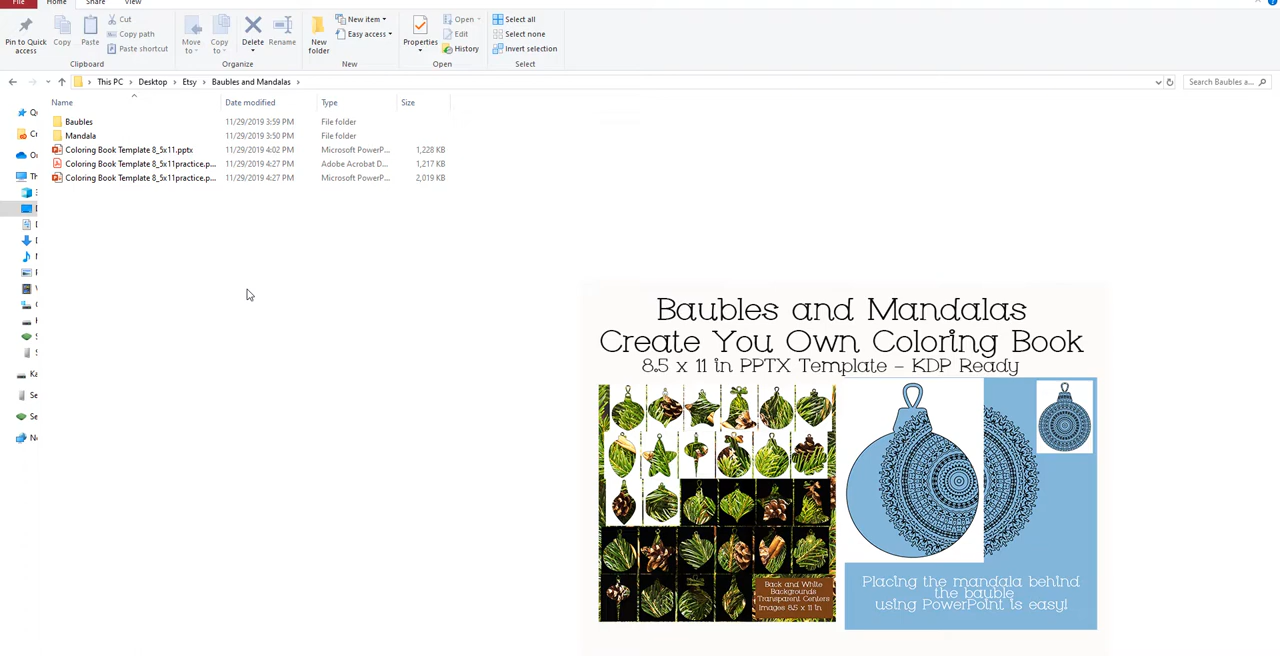 File Home Share View
Cut
Copy path
Paste shortcut
Pin to Quick access
Copy
Paste
Move to
Copy to
Delete
Rename
New folder
New item
Easy access
Properties
Open
Edit
History
Select all
Select none
Invert selection
Clipboard Organize New Open Select
This PC > Desktop > Etsy > Baubles and Mandalas >
Search Baubles a...
Name Date modified Type Size
Baubles 11/29/2019 3:59 PM File folder
Mandala 11/29/2019 3:50 PM File folder
Coloring Book Template 8_5x11.pptx 11/29/2019 4:02 PM Microsoft PowerP... 1,228 KB
Coloring Book Template 8_5x11practice.p... 11/29/2019 4:27 PM Adobe Acrobat D... 1,217 KB
Coloring Book Template 8_5x11practice.p... 11/29/2019 4:27 PM Microsoft PowerP... 2,019 KB
Baubles and Mandalas
Create You Own Coloring Book
8.5 x 11 in PPTX Template - KDP Ready
Back and White
Backgrounds
Transparent Centers
Images 8.5 x 11 in
Placing the mandala behind
the bauble
using PowerPoint is easy!